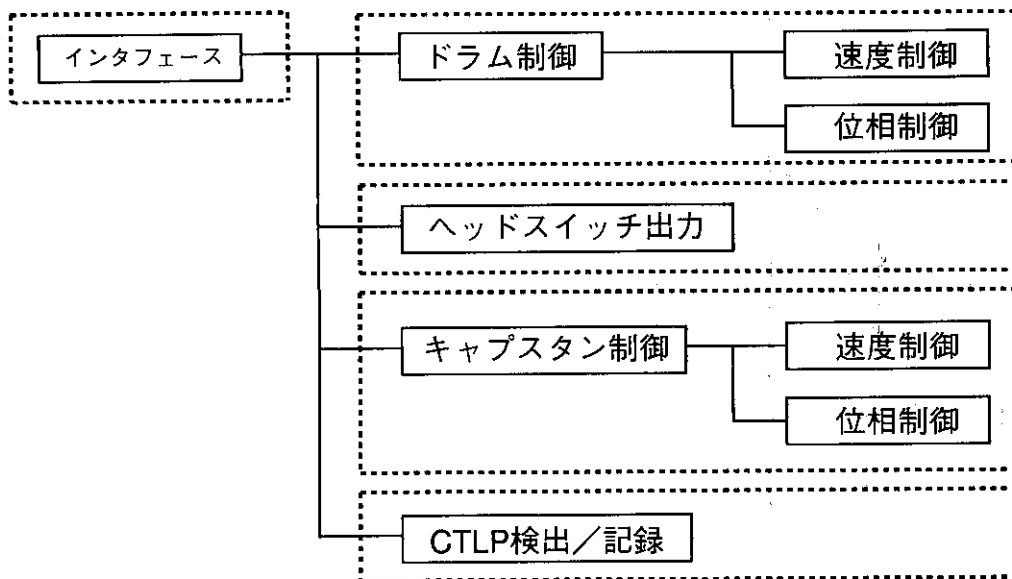 インタフェース
ドラム制御
速度制御
位相制御
ヘッドスイッチ出力
キャプスタン制御
速度制御
位相制御
CTLP検出／記録